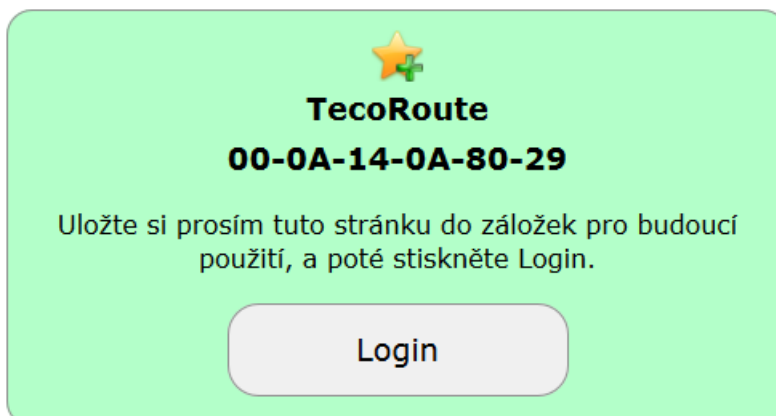 TecoRoute
00-0A-14-0A-80-29
Uložte si prosím tuto stránku do záložek pro budoucí
použití, a poté stiskněte Login.
Login